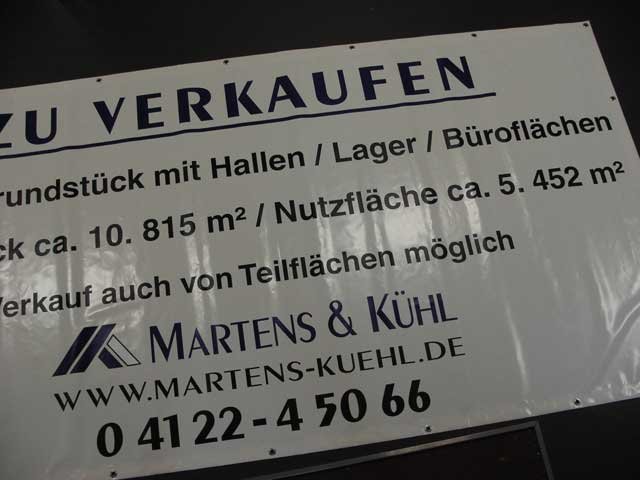 ZU VERKAUFEN
rundstück mit Hallen / Lager / Büroflächen
ck ca. 10. 815 m² / Nutzfläche ca. 5. 452 m²
Verkauf auch von Teilflächen möglich
MARTENS & KÜHL
WWW.MARTENS-KUEHL.DE
0 41 22 - 4 50 66